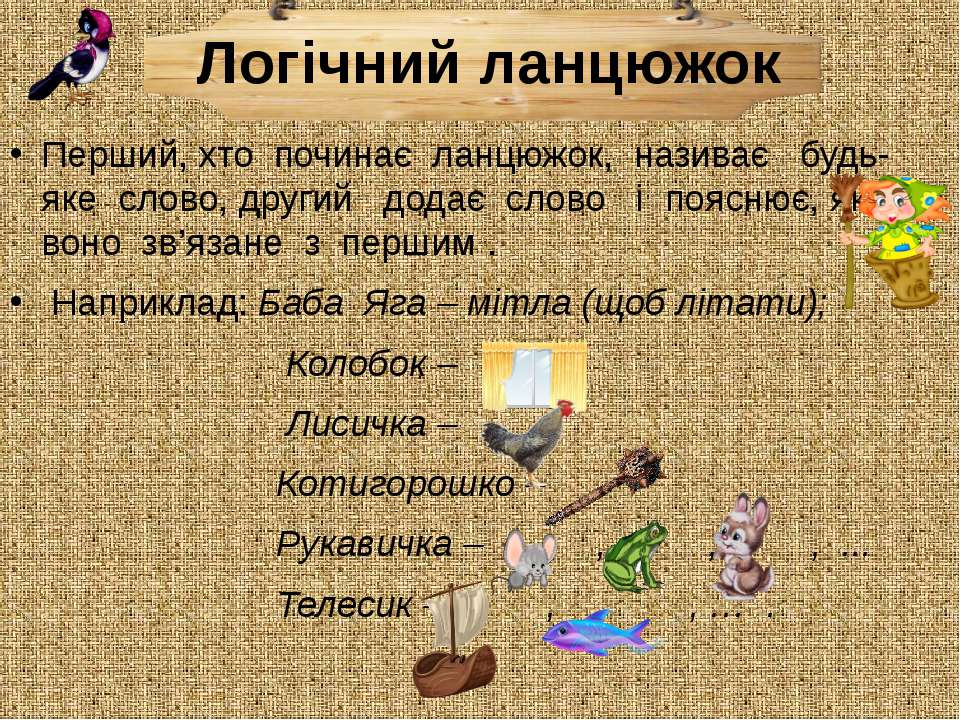 Логічний ланцюжок
• Перший, хто починає ланцюжок, називає будь-
яке слово, другий додає слово і пояснює,
воно зв’язане з першим .
• Наприклад: Баба Яга – мітла (щоб літати);
Колобок –
Лисичка –
Котигорошко –
Рукавичка – , , , …
Телесик - , , … .